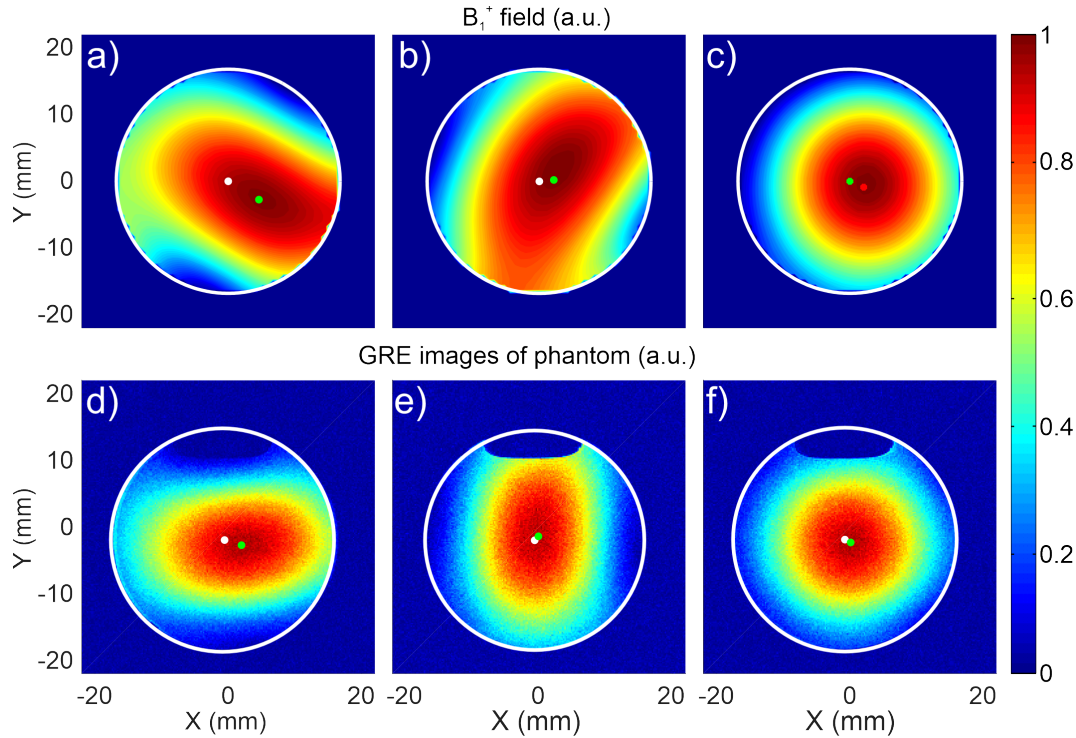 B₁⁺ field (a.u.)
a) b) c)
20
10
0
-10
-20
Y (mm)
1
0.8
0.6
0.4
0.2
0
GRE images of phantom (a.u.)
d) e) f)
20
10
0
-10
-20
Y (mm)
-20 0 20 -20 0 20 -20 0 20
X (mm) X (mm) X (mm)